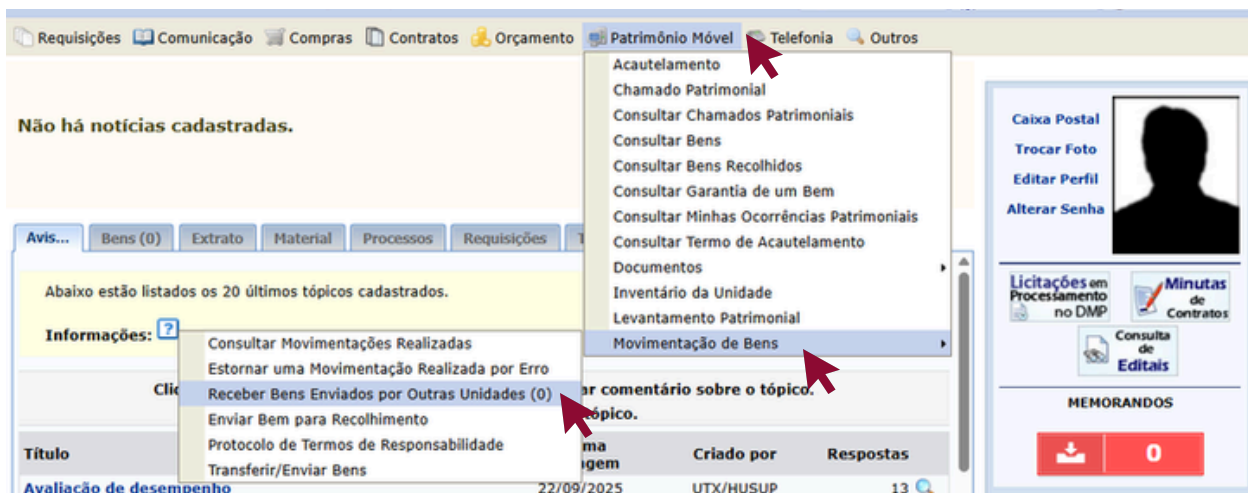 Requisições Comunicação Compras Contratos Orçamento Patrimônio Móvel Telefonia Outros
Acautelamento
Chamado Patrimonial
Consultar Chamados Patrimoniais
Consultar Bens
Consultar Bens Recolhidos
Consultar Garantia de um Bem
Consultar Minhas Ocorrências Patrimoniais
Consultar Termo de Acautelamento
Documentos
Inventário da Unidade
Levantamento Patrimonial
Movimentação de Bens
Não há notícias cadastradas.
Avis... Bens (0) Extrato Material Processos Requisições
Abaixo estão listados os 20 últimos tópicos cadastrados.
Informações: ?
Consultar Movimentações Realizadas
Estornar uma Movimentação Realizada por Erro
Receber Bens Enviados por Outras Unidades (0)
Enviar Bem para Recolhimento
Protocolo de Termos de Responsabilidade
Transferir/Enviar Bens
comentário sobre o tópico.
tópico.
Título Criado por Respostas
Avaliação de desempenho 22/09/2025 UTX/HUSUP 13
Caixa Postal
Trocar Foto
Editar Perfil
Alterar Senha
Licitações em
Processamento
no DMP
Minutas
de
Contratos
Consulta
de
Editais
MEMORANDOS
0